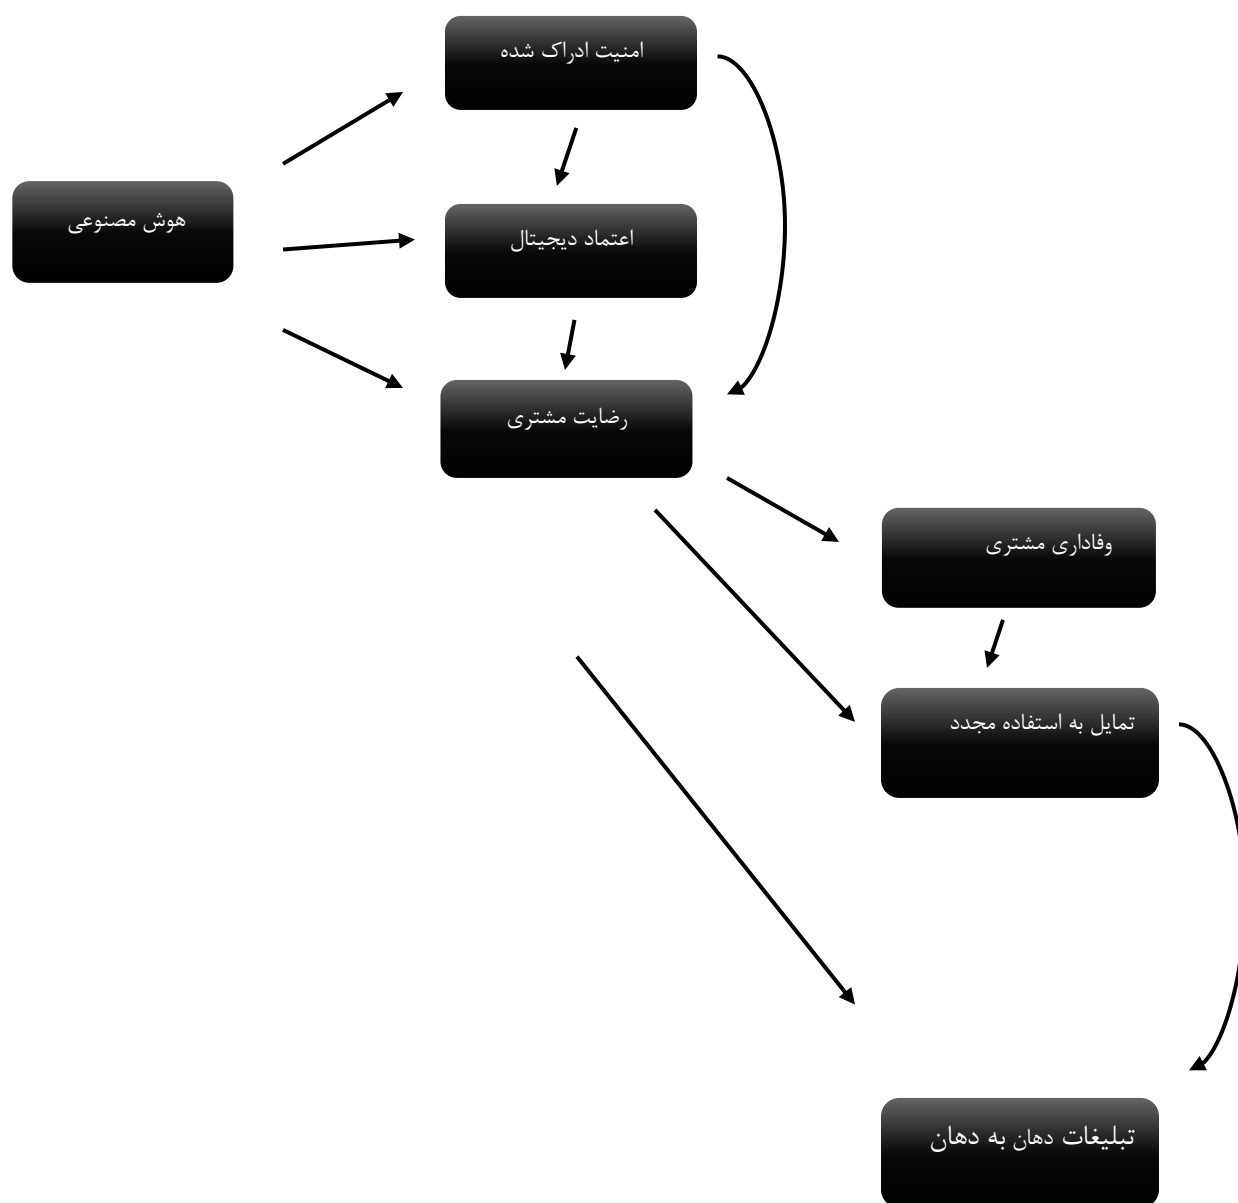 امنیت ادراک شده
هوش مصنوعی
اعتماد دیجیتال
رضایت مشتری
وفاداری مشتری
تمایل به استفاده مجدد
تبلیغات دهان به دهان